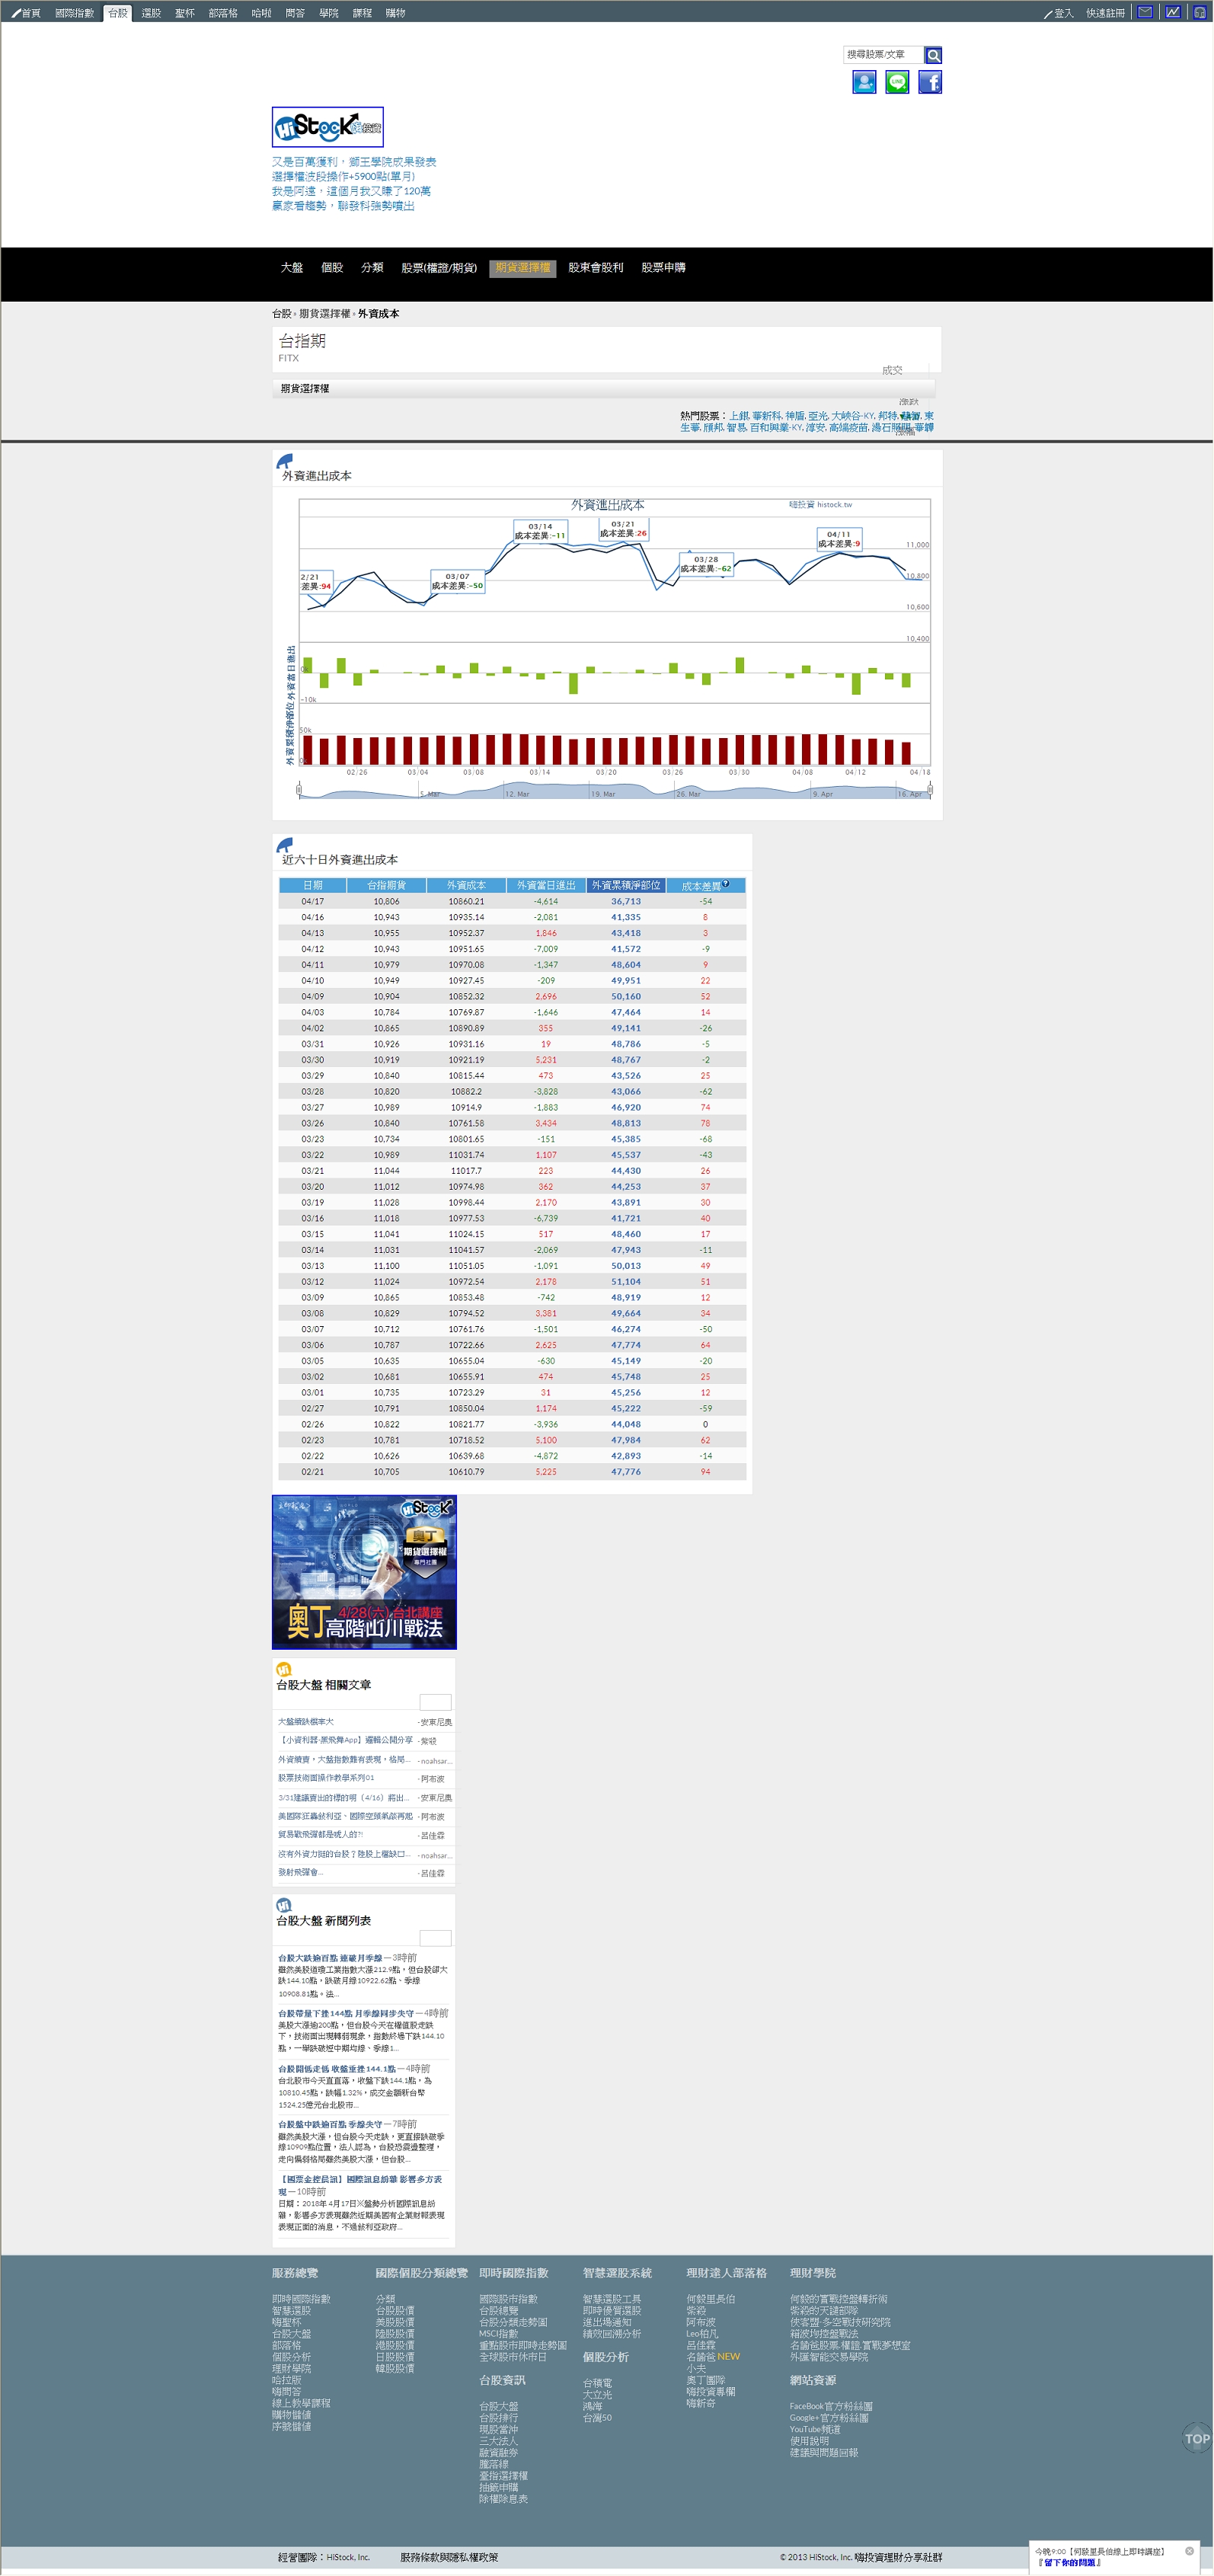 首頁 國際指數 台股 選股 聖杯 部落格 哈啦 問答 學院 課程 購物 登入 快速註冊
搜尋股票/文章
HiStock 嗨投資
又是百萬獲利，獅王學院成果發表
選擇權波段操作+5900點(單月)
我是阿遠，這個月我又賺了120萬
贏家看趨勢，聯發科強勢噴出
大盤 個股 分類 股票(權證/期貨) 期貨選擇權 股東會股利 股票申購
台股 › 期貨選擇權 › 外資成本
台指期
FITX
成交
期貨選擇權
漲跌
熱門股票：上銀, 華新科, 神盾, 亞光, 大峽谷-KY, 邦特,
生華, 頎邦, 智易, 百和興業-KY, 淳安, 高端疫苗,
外資進出成本
外資進出成本
嗨投資 histock.tw
2/21
差異:94
03/07
成本差異:-50
03/14
成本差異:-11
03/21
成本差異:26
03/28
成本差異:-62
04/11
成本差異:9
11,000
10,800
10,600
10,400
外資當日進出
-10k
外資累積淨部位
50k
02/26 03/04 03/08 03/14 03/20 03/26 03/30 04/08 04/12 04/18
5. Mar 12. Mar 19. Mar 26. Mar 9. Apr 16. Apr
近六十日外資進出成本
日期 台指期貨 外資成本 外資當日進出 外資累積淨部位 成本差異
04/17 10,806 10860.21 -4,614 36,713 -54
04/16 10,943 10935.14 -2,081 41,335 8
04/13 10,955 10952.37 1,846 43,418 3
04/12 10,943 10951.65 -7,009 41,572 -9
04/11 10,979 10970.08 -1,347 48,604 9
04/10 10,949 10927.45 -209 49,951 22
04/09 10,904 10852.32 2,696 50,160 52
04/03 10,784 10769.87 -1,646 47,464 14
04/02 10,865 10890.89 355 49,141 -26
03/31 10,926 10931.16 19 48,786 -5
03/30 10,919 10921.19 5,231 48,767 -2
03/29 10,840 10815.44 473 43,526 25
03/28 10,820 10882.2 -3,828 43,066 -62
03/27 10,989 10914.9 -1,883 46,920 74
03/26 10,840 10761.58 3,434 48,813 78
03/23 10,734 10801.65 -151 45,385 -68
03/22 10,989 11031.74 1,107 45,537 -43
03/21 11,044 11017.7 223 44,430 26
03/20 11,012 10974.98 362 44,253 37
03/19 11,028 10998.44 2,170 43,891 30
03/16 11,018 10977.53 -6,739 41,721 40
03/15 11,041 11024.15 517 48,460 17
03/14 11,031 11041.57 -2,069 47,943 -11
03/13 11,100 11051.05 -1,091 50,013 49
03/12 11,024 10972.54 2,178 51,104 51
03/09 10,865 10853.48 -742 48,919 12
03/08 10,829 10794.52 3,381 49,664 34
03/07 10,712 10761.76 -1,501 46,274 -50
03/06 10,787 10722.66 2,625 47,774 64
03/05 10,635 10655.04 -630 45,149 -20
03/02 10,681 10655.91 474 45,748 25
03/01 10,735 10723.29 31 45,256 12
02/27 10,791 10850.04 1,174 45,222 -59
02/26 10,822 10821.77 -3,936 44,048 0
02/23 10,781 10718.52 5,100 47,984 62
02/22 10,626 10639.68 -4,872 42,893 -14
02/21 10,705 10610.79 5,225 47,776 94
HiStock
奧丁
期貨選擇權
專門社團
4/28(六)台北講座
奧丁高階山川戰法
台股大盤 相關文章
大盤續跌機率大 - 安東尼奧
【小資利器-黑飛舞App】邏輯公開分享 - 紫殺
外資續賣，大盤指數難有表現，格局... - noahsar...
股票技術面操作教學系列01 - 阿布波
3/31建議賣出的標的明（4/16）將出... - 安東尼奧
美國隊狂轟敘利亞、國際空頭氣燄再起 - 阿布波
貿易戰飛彈都是唬人的?! - 呂佳霖
沒有外資力挺的台股？陸股上檔缺口... - noahsar...
發射飛彈會... - 呂佳霖
台股大盤 新聞列表
台股大跌逾百點 連破月季線 —3時前
雖然美股道瓊工業指數大漲212.9點，但台股卻大
跌144.10點，跌破月線10922.62點、季線
10908.81點。法...
台股帶量下挫144點 月季線同步失守 —4時前
美股大漲逾200點，但台股今天在權值股走跌
下，技術面出現轉弱現象，指數終場下跌144.10
點，一舉跌破短中期均線、季線1...
台股開低走低 收盤重挫144.1點 —4時前
台北股市今天直直落，收盤下跌144.1點，為
10810.45點，跌幅1.32%，成交金額新台幣
1524.25億元台北股市...
台股盤中跌逾百點 季線失守 —7時前
雖然美股大漲，但台股今天走跌，更直接跌破季
線10909點位置，法人認為，台股恐震盪整理，
走向偏弱格局雖然美股大漲，但台股...
【國票金控晨訊】國際訊息紛雜 影響多方表
現 —10時前
日期：2018年 4月17日※盤勢分析國際訊息紛
雜，影響多方表現雖然近期美國有企業財報表現
表現正面的消息，不過敘利亞政府...
服務總覽
即時國際指數
智慧選股
嗨聖杯
台股大盤
部落格
個股分析
理財學院
哈拉版
嗨問答
線上教學課程
購物儲值
序號儲值
國際個股分類總覽
分類
台股股價
美股股價
陸股股價
港股股價
日股股價
韓股股價
即時國際指數
國際股市指數
台股總覽
台股分類走勢圖
MSCI指數
重點股市即時走勢圖
全球股市休市日
台股資訊
台股大盤
台股排行
現股當沖
三大法人
融資融券
騰落線
臺指選擇權
抽籤申購
除權除息表
智慧選股系統
智慧選股工具
即時優質選股
進出場通知
績效回溯分析
個股分析
台積電
大立光
鴻海
台灣50
理財達人部落格
何毅里長伯
紫殺
阿布波
Leo柏凡
呂佳霖
名諭爸 NEW
小夫
奧丁團隊
嗨投資專欄
嗨新奇
理財學院
何毅的實戰控盤轉折術
紫殺的天腿部隊
俠客盟-多空戰技研究院
箱波均控盤戰法
名諭爸股票.權證.實戰夢想室
外匯智能交易學院
網站資源
FaceBook官方粉絲團
Google+官方粉絲團
YouTube頻道
使用說明
建議與問題回報
TOP
經營團隊：HiStock, Inc. 服務條款與隱私權政策 © 2013 HiStock, Inc. 嗨投資理財分享社群
今晚9:00【何毅里長伯線上即時講座】
『留下你的問題』